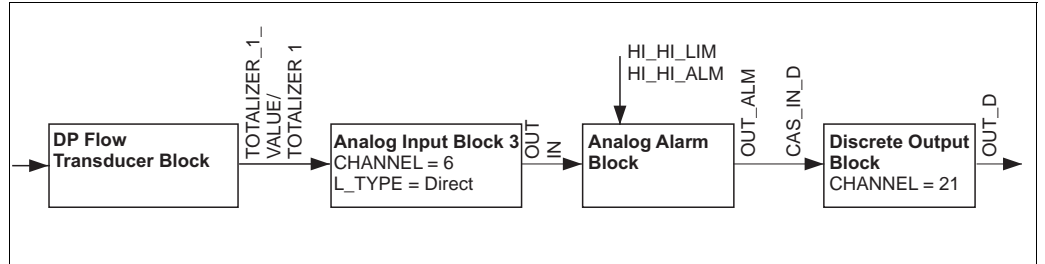 DP Flow
Transducer Block
TOTALIZER_1_
VALUE/
TOTALIZER 1
Analog Input Block 3
CHANNEL = 6
L_TYPE = Direct
OUT
IN
HI_HI_LIM
HI_HI_ALM
Analog Alarm
Block
OUT_ALM
CAS_IN_D
Discrete Output
Block
CHANNEL = 21
OUT_D